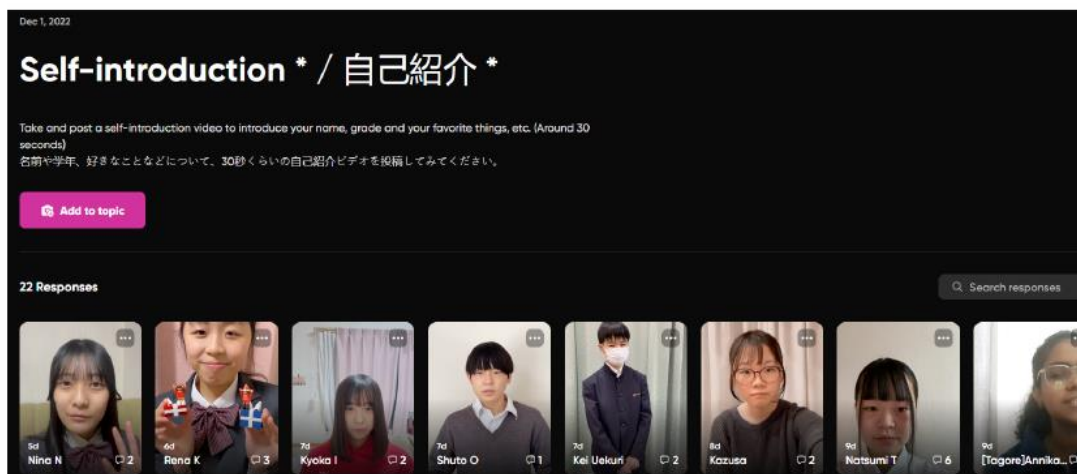 Dec 1, 2022
Self-introduction * / 自己紹介 *
Take and post a self-introduction video to introduce your name, grade and your favorite things, etc. (Around 30
seconds)
名前や学年、好きなことなどについて、30秒くらいの自己紹介ビデオを投稿してみてください。
Add to topic
22 Responses
Search responses
5d
Nina N 2
6d
Rena K 3
7d
Kyoka I 2
7d
Shuto O 1
7d
Kei Uekuri 2
8d
Kazusa 2
9d
Natsumi T 6
9d
[Tagore]Annika...